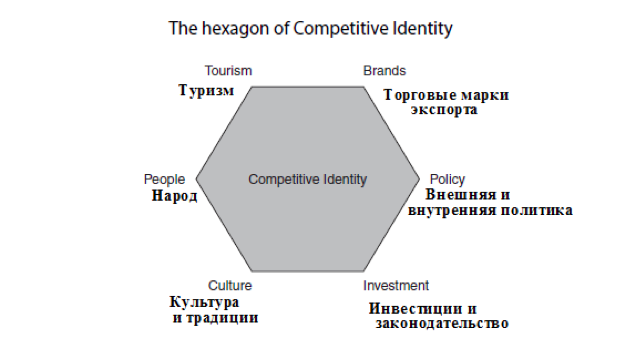 The hexagon of Competitive Identity
Tourism
Туризм
Brands
Торговые марки
экспорта
People
Народ
Competitive Identity
Policy
Внешняя и
внутренняя политика
Culture
Культура
и традиции
Investment
Инвестиции и
законодательство